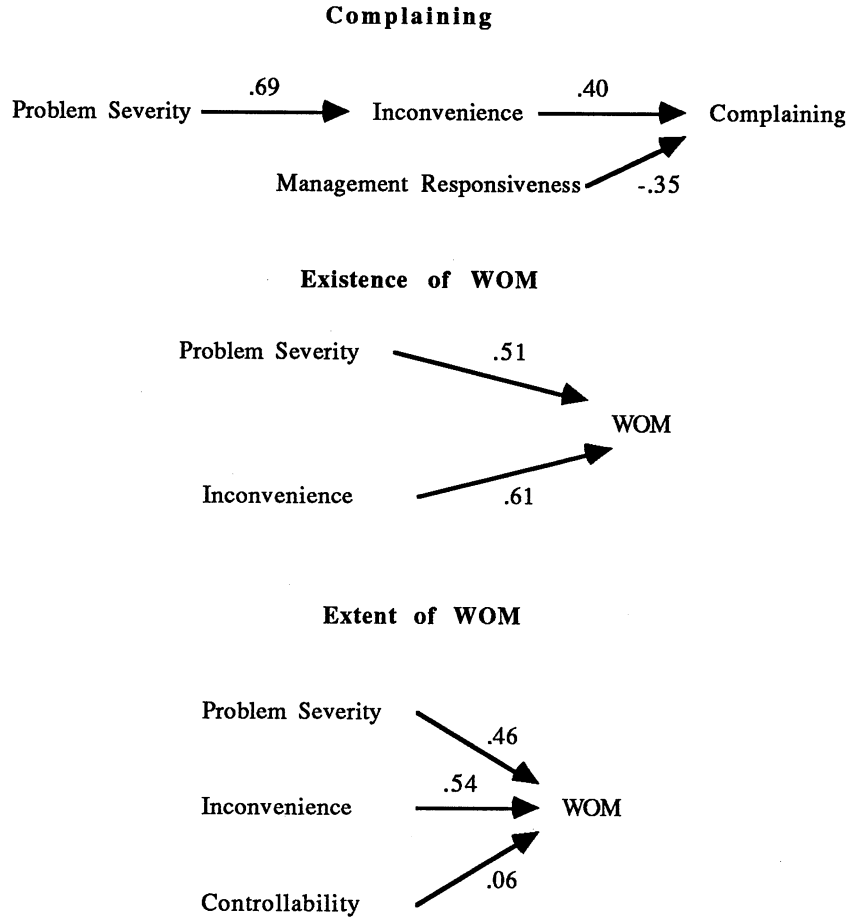 Complaining
.69
.40
Problem Severity Inconvenience Complaining
Management Responsiveness -.35
Existence of WOM
Problem Severity .51
WOM
Inconvenience .61
Extent of WOM
Problem Severity .46
.54
Inconvenience WOM
.06
Controllability